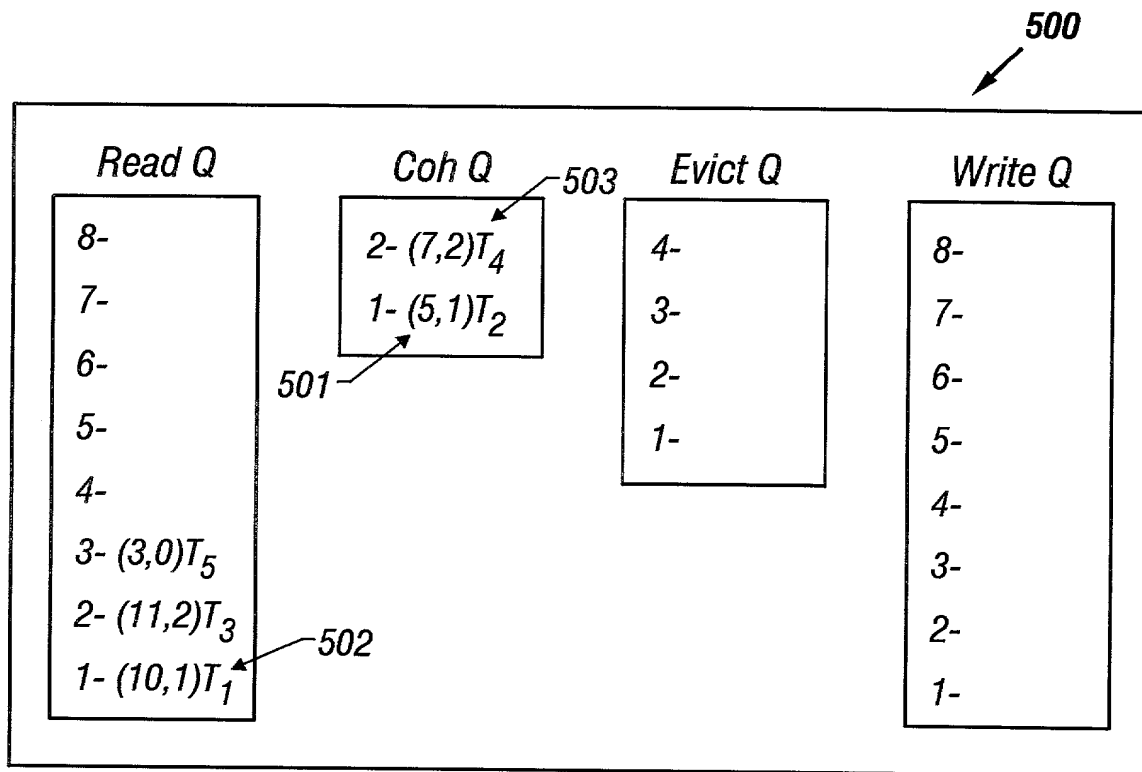 500
Read Q
8-
7-
6-
5-
4-
3- (3,0)T5
2- (11,2)T3
1- (10,1)T1
502
Coh Q
503
2- (7,2)T4
1- (5,1)T2
501
Evict Q
4-
3-
2-
1-
Write Q
8-
7-
6-
5-
4-
3-
2-
1-